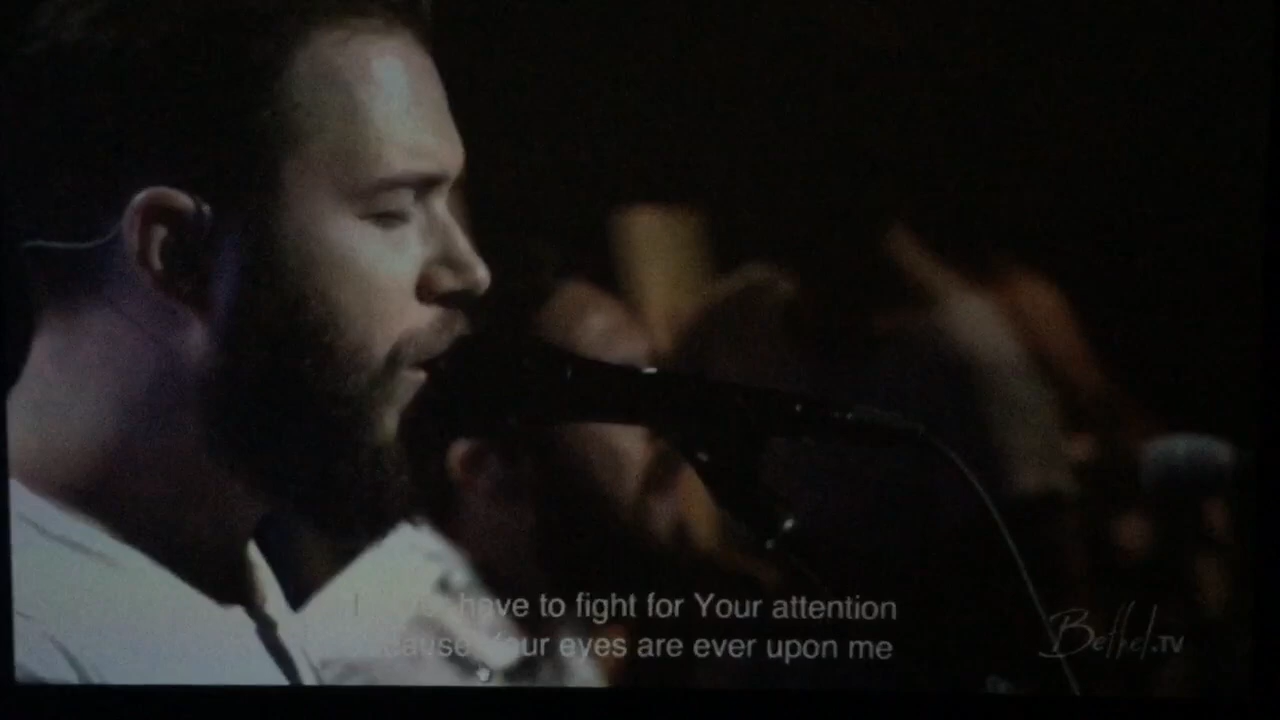 I have to fight for Your attention
eyes are ever upon me
Bethel.TV